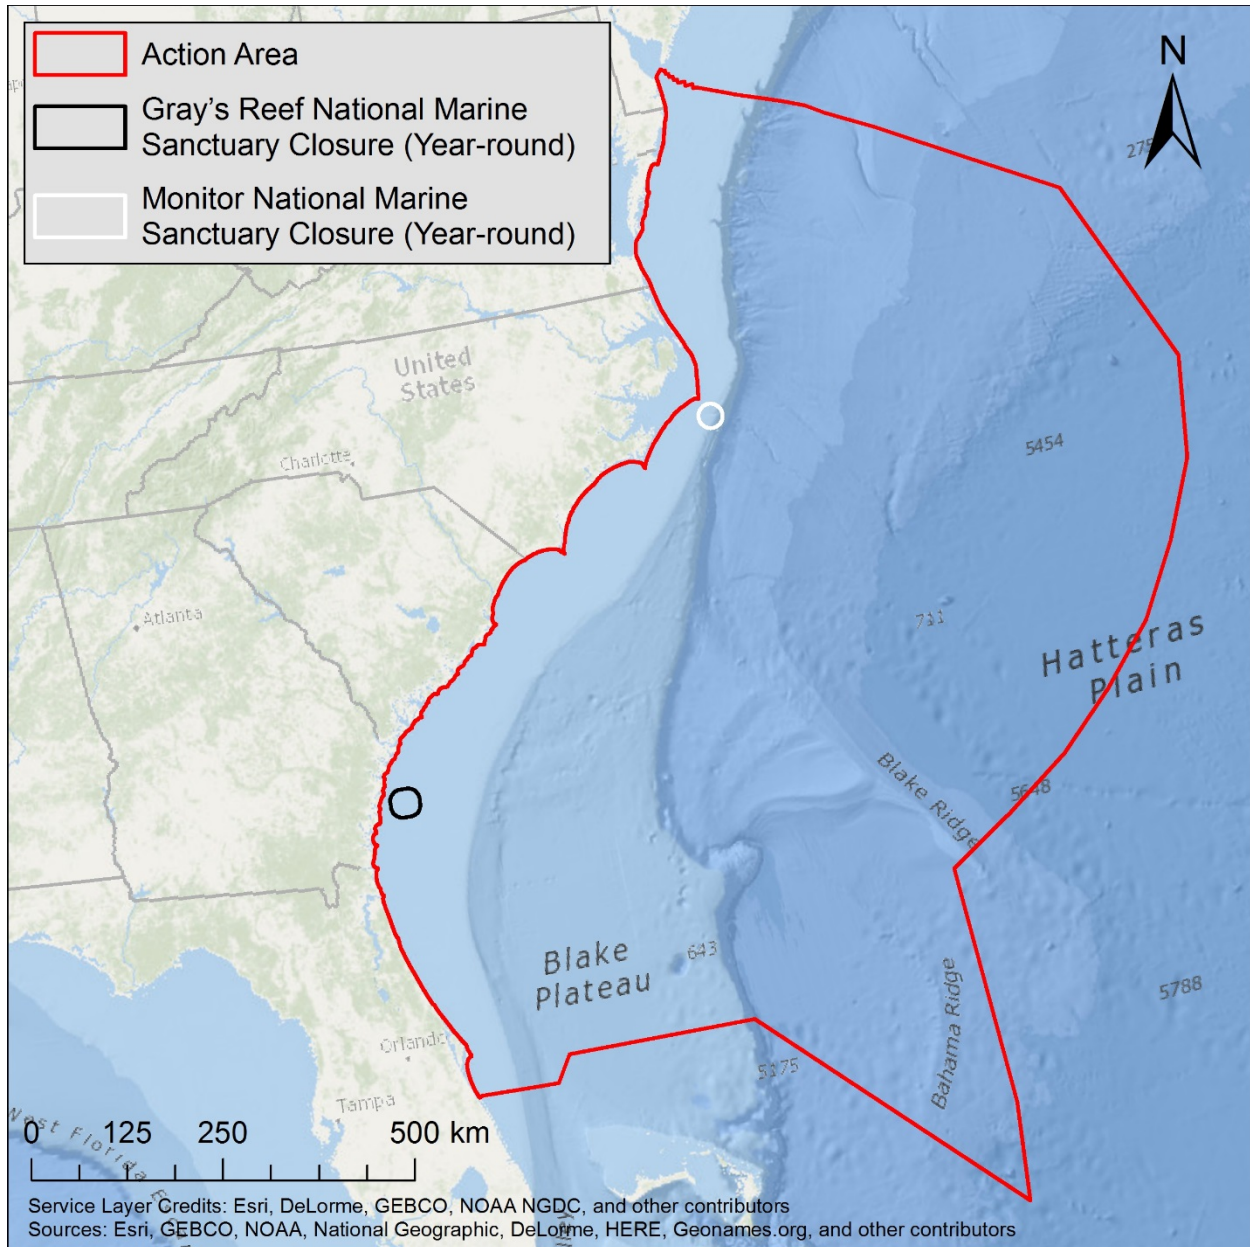 Action Area
Gray's Reef National Marine
Sanctuary Closure (Year-round)
Monitor National Marine
Sanctuary Closure (Year-round)
N
United
States
5454
Charlotte
Atlanta
711
Hatteras
Plain
Blake Ridge
5648
Blake
Plateau
643
5788
Bahama Ridge
Orlando
5175
Tampa
West Florida
0 125 250 500 km
Service Layer Credits: Esri, DeLorme, GEBCO, NOAA NGDC, and other contributors
Sources: Esri, GEBCO, NOAA, National Geographic, DeLorme, HERE, Geonames.org, and other contributors